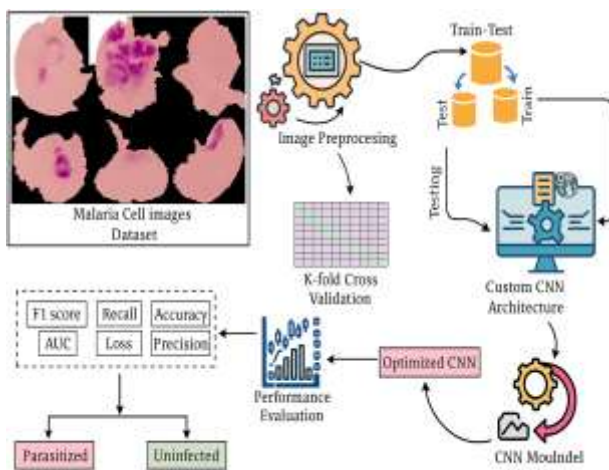 Malaria Cell images
Dataset
Image Preprocesing
Train-Test
Test
Train
Testing
K-fold Cross
Validation
Custom CNN
Architecture
CNN MouIndel
Optimized CNN
Performance
Evaluation
F1 score
Recall
Accuracy
AUC
Loss
Precision
Parasitized
Uninfected